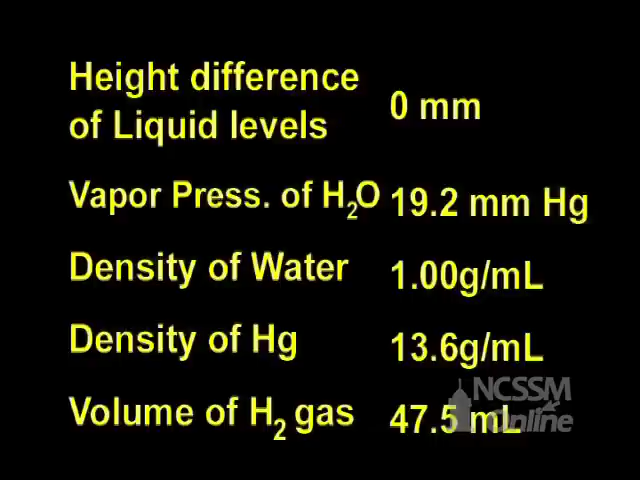 Height difference
of Liquid levels 0 mm
Vapor Press. of H₂O 19.2 mm Hg
Density of Water 1.00g/mL
Density of Hg 13.6g/mL
Volume of H₂ gas 47.5 mL
NCSSM
Online